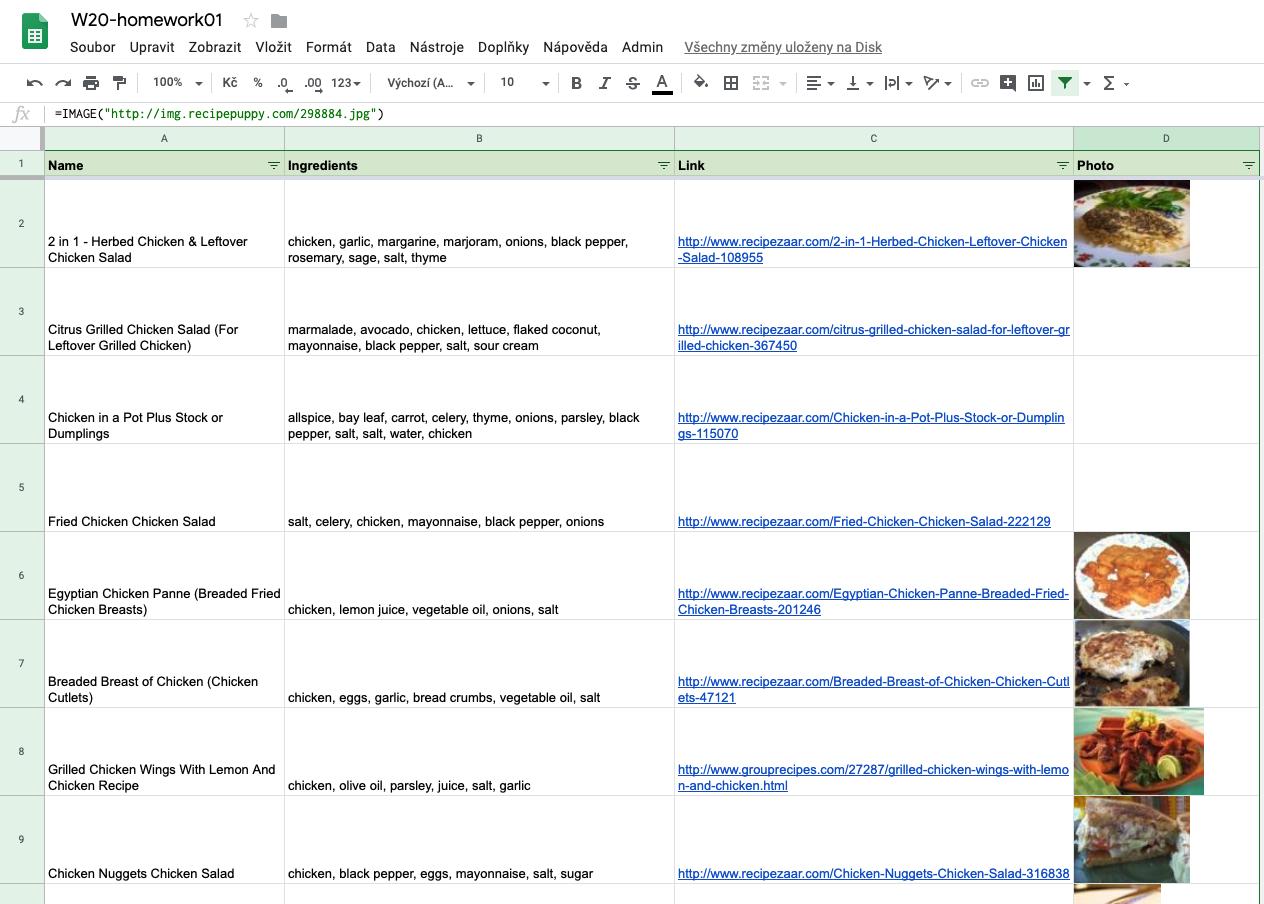 W20-homework01
Soubor Upravit Zobrazit Vložit Formát Data Nástroje Doplňky Nápověda Admin Všechny změny uloženy na Disk
100% Kč % .0 .00 123 Výchozí (A... 10 B I S A Σ
fx =IMAGE("http://img.recipepuppy.com/298884.jpg")
A B C D
1 Name Ingredients Link Photo
2
2 in 1 - Herbed Chicken & Leftover
Chicken Salad
chicken, garlic, margarine, marjoram, onions, black pepper,
rosemary, sage, salt, thyme
http://www.recipezaar.com/2-in-1-Herbed-Chicken-Leftover-Chicken
-Salad-108955
3
Citrus Grilled Chicken Salad (For
Leftover Grilled Chicken)
marmalade, avocado, chicken, lettuce, flaked coconut,
mayonnaise, black pepper, salt, sour cream
http://www.recipezaar.com/citrus-grilled-chicken-salad-for-leftover-gr
illed-chicken-367450
4
Chicken in a Pot Plus Stock or
Dumplings
allspice, bay leaf, carrot, celery, thyme, onions, parsley, black
pepper, salt, salt, water, chicken
http://www.recipezaar.com/Chicken-in-a-Pot-Plus-Stock-or-Dumplin
gs-115070
5
Fried Chicken Chicken Salad
salt, celery, chicken, mayonnaise, black pepper, onions
http://www.recipezaar.com/Fried-Chicken-Chicken-Salad-222129
6
Egyptian Chicken Panne (Breaded Fried
Chicken Breasts)
chicken, lemon juice, vegetable oil, onions, salt
http://www.recipezaar.com/Egyptian-Chicken-Panne-Breaded-Fried-
Chicken-Breasts-201246
7
Breaded Breast of Chicken (Chicken
Cutlets)
chicken, eggs, garlic, bread crumbs, vegetable oil, salt
http://www.recipezaar.com/Breaded-Breast-of-Chicken-Chicken-Cutl
ets-47121
8
Grilled Chicken Wings With Lemon And
Chicken Recipe
chicken, olive oil, parsley, juice, salt, garlic
http://www.grouprecipes.com/27287/grilled-chicken-wings-with-lemo
n-and-chicken.html
9
Chicken Nuggets Chicken Salad
chicken, black pepper, eggs, mayonnaise, salt, sugar
http://www.recipezaar.com/Chicken-Nuggets-Chicken-Salad-316838